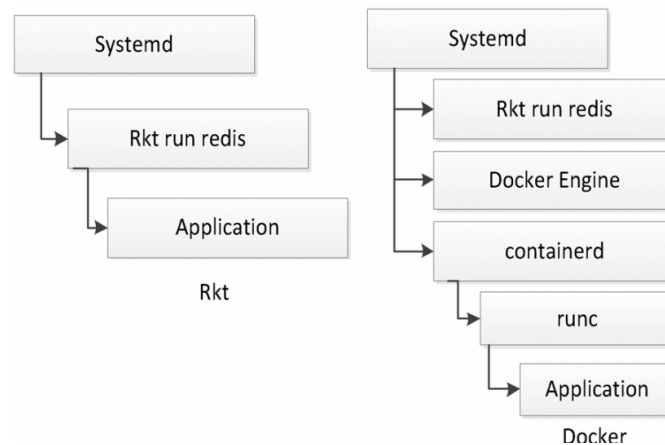 Systemd
Rkt run redis
Application
Rkt
Systemd
Rkt run redis
Docker Engine
containerd
runc
Application
Docker